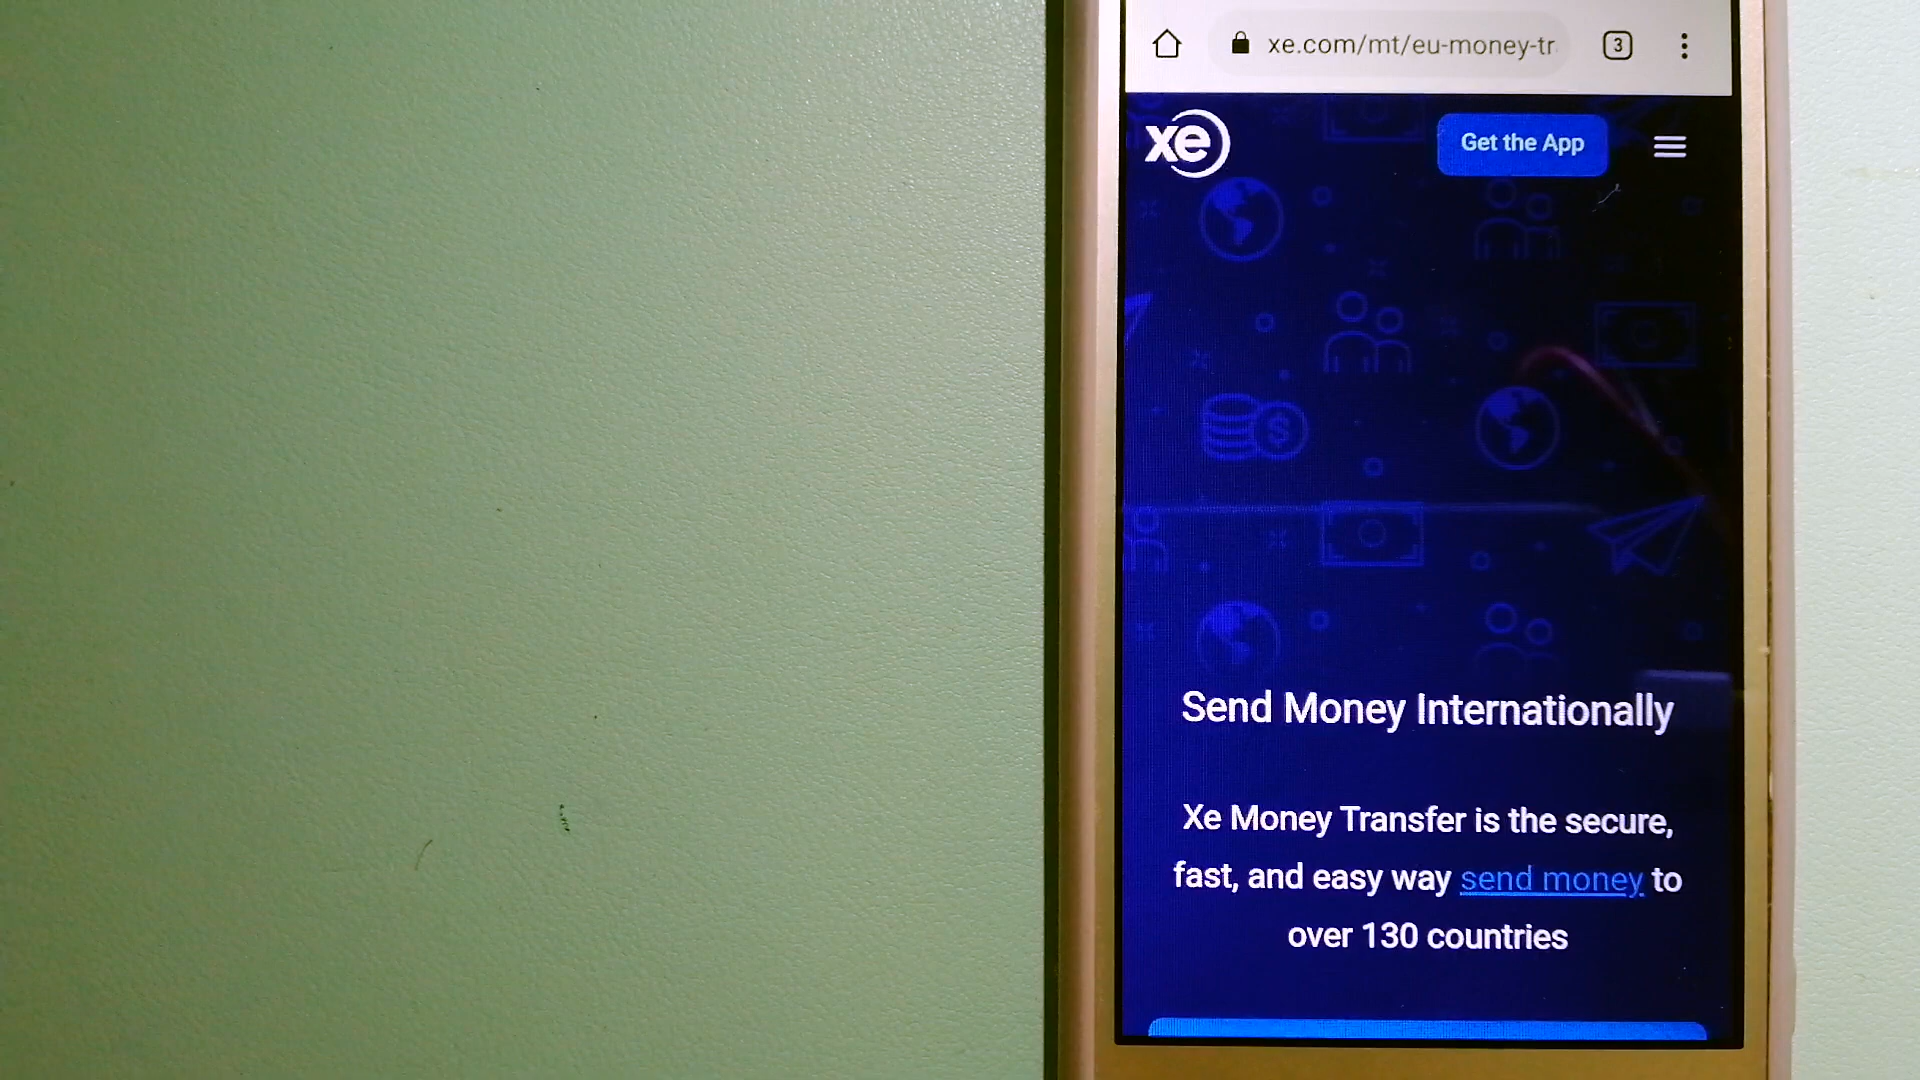 xe.com/mt/eu-money-tr
3
xe
Get the App
Send Money Internationally
Xe Money Transfer is the secure,
fast, and easy way send money to
over 130 countries